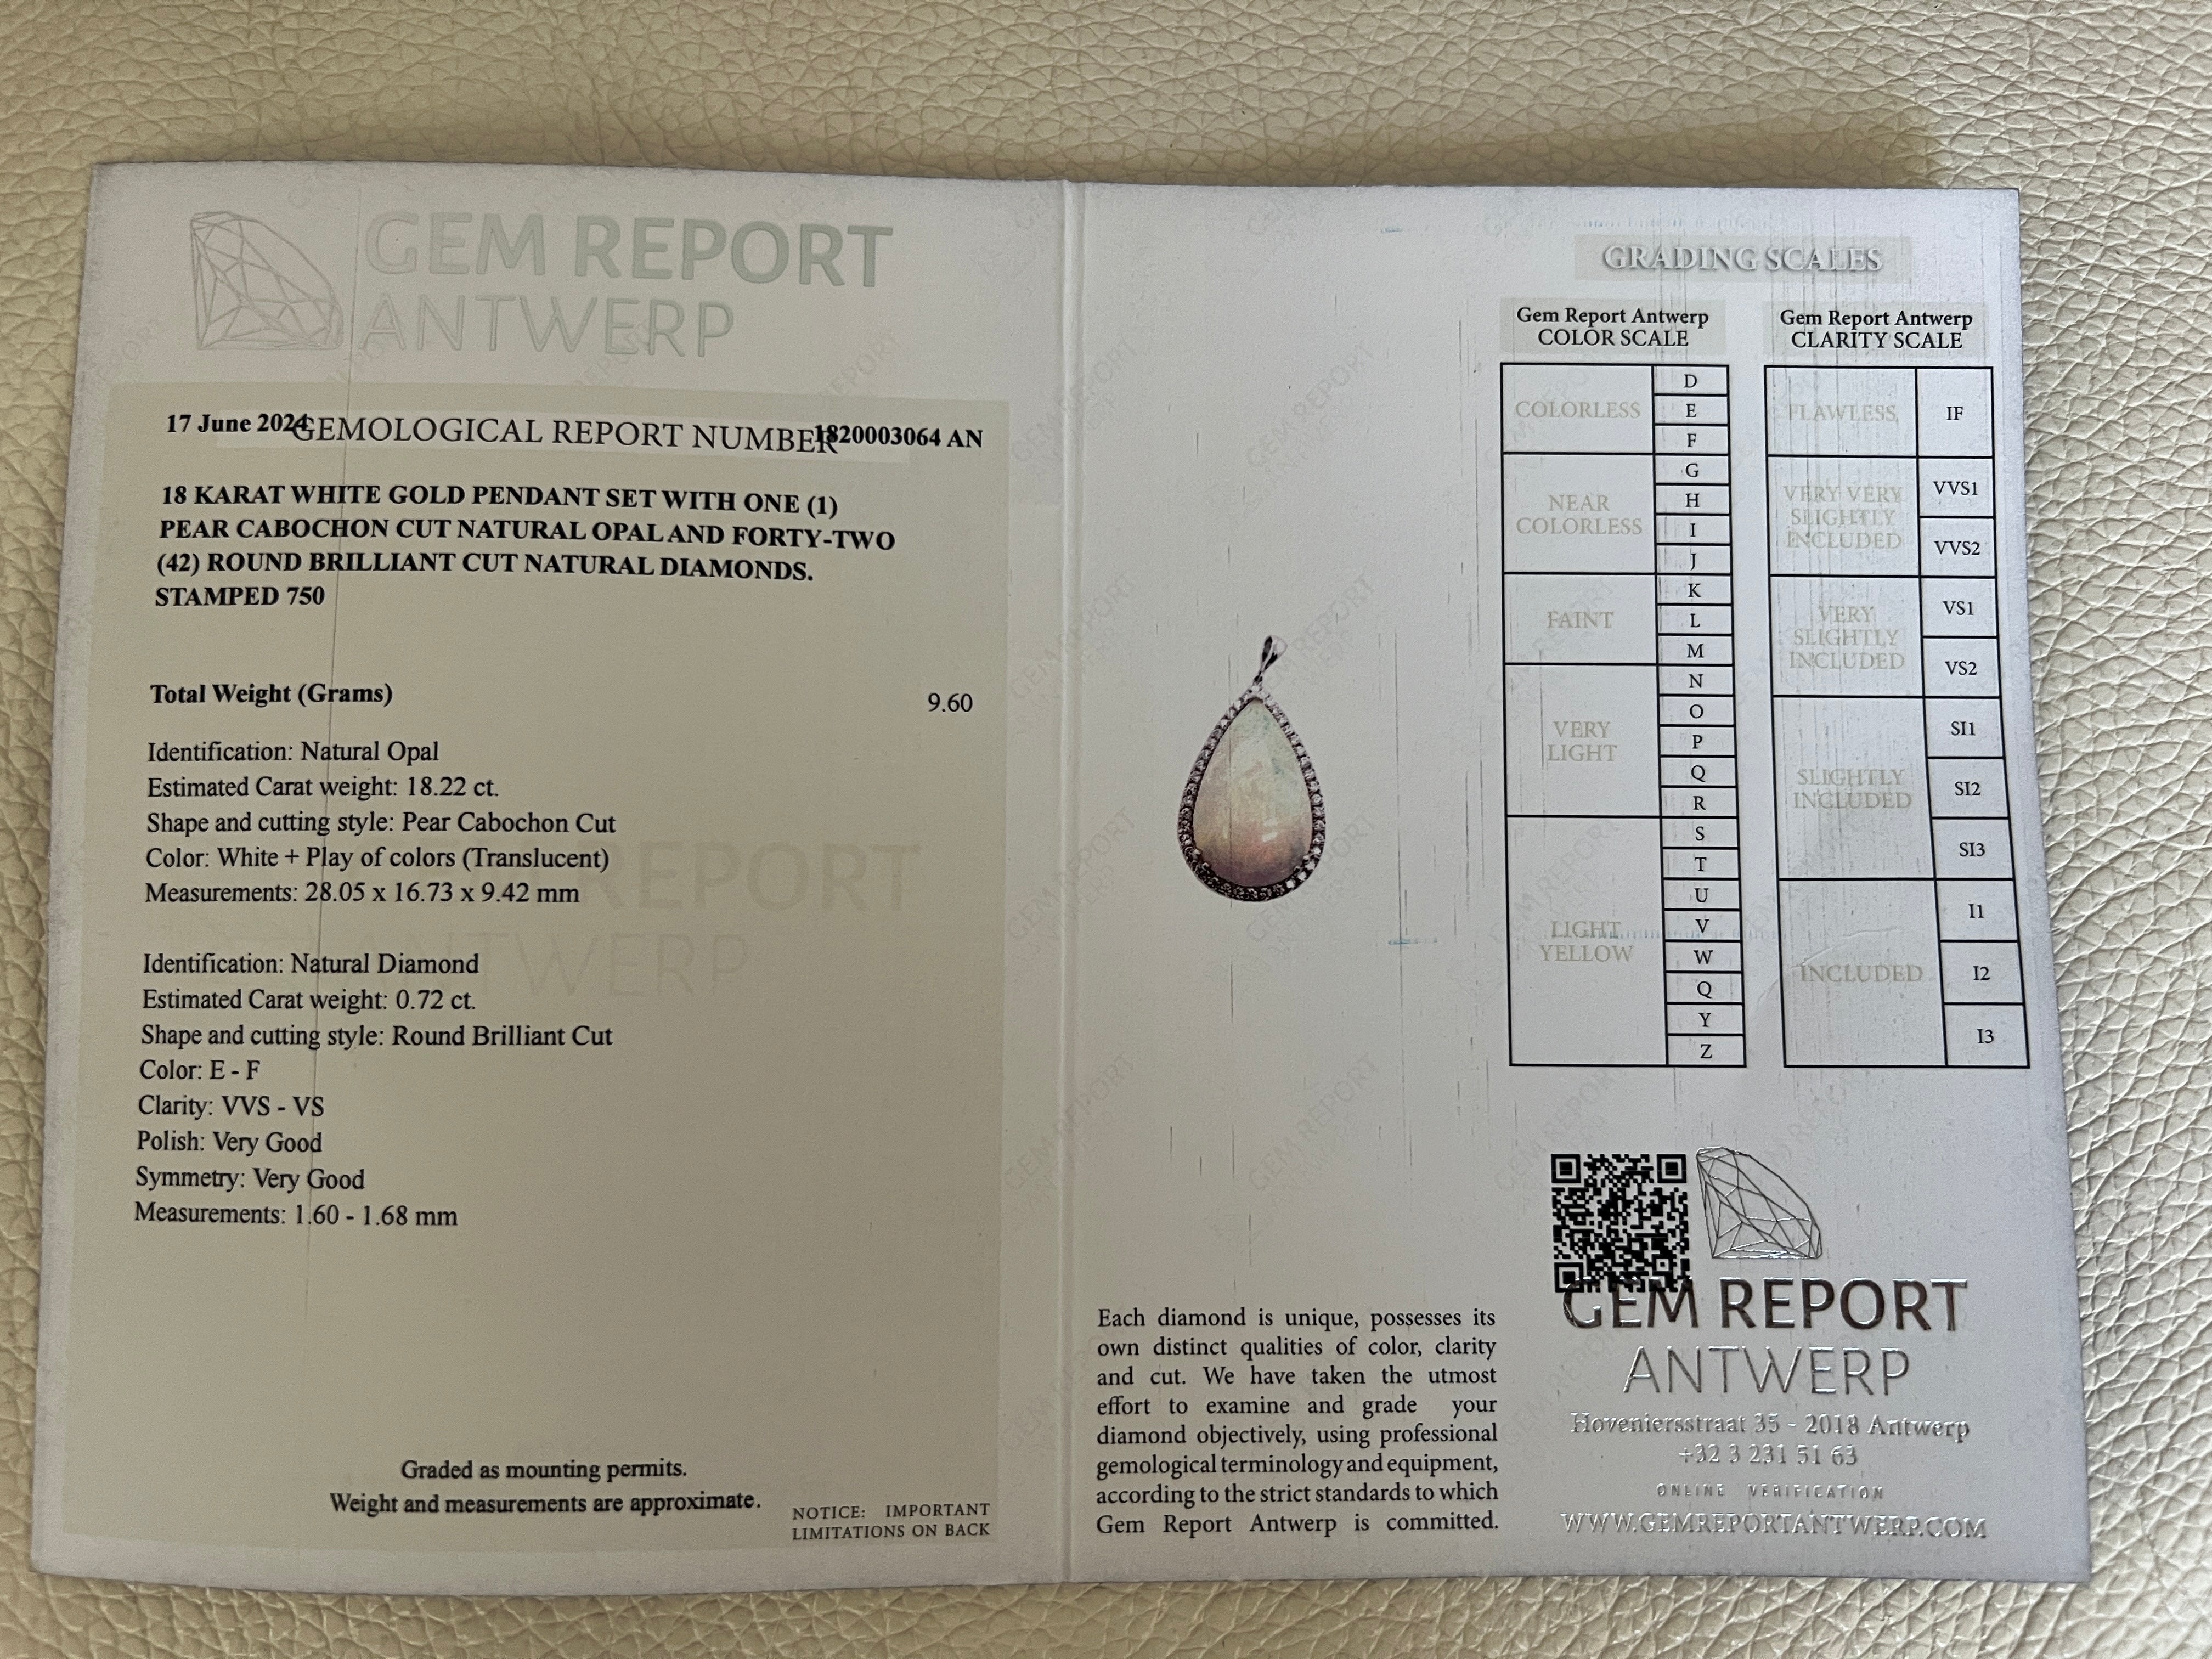 GEM REPORT
ANTWERP
17 June 2024
GEMOLOGICAL REPORT NUMBER
1820003064 AN
18 KARAT WHITE GOLD PENDANT SET WITH ONE (1)
PEAR CABOCHON CUT NATURAL OPAL AND FORTY-TWO
(42) ROUND BRILLIANT CUT NATURAL DIAMONDS.
STAMPED 750
Total Weight (Grams) 9.60
Identification: Natural Opal
Estimated Carat weight: 18.22 ct.
Shape and cutting style: Pear Cabochon Cut
Color: White + Play of colors (Translucent)
Measurements: 28.05 x 16.73 x 9.42 mm
Identification: Natural Diamond
Estimated Carat weight: 0.72 ct.
Shape and cutting style: Round Brilliant Cut
Color: E - F
Clarity: VVS - VS
Polish: Very Good
Symmetry: Very Good
Measurements: 1.60 - 1.68 mm
Graded as mounting permits.
Weight and measurements are approximate.
NOTICE: IMPORTANT
LIMITATIONS ON BACK
GRADING SCALES
Gem Report Antwerp
COLOR SCALE
COLORLESS
D
E
F
NEAR
COLORLESS
G
H
I
J
FAINT
K
L
M
VERY
LIGHT
N
O
P
Q
R
LIGHT
YELLOW
S
T
U
V
W
Q
Y
Z
Gem Report Antwerp
CLARITY SCALE
FLAWLESS
IF
VERY VERY
SLIGHTLY
INCLUDED
VVS1
VVS2
VERY
SLIGHTLY
INCLUDED
VS1
VS2
SLIGHTLY
INCLUDED
SI1
SI2
SI3
INCLUDED
I1
I2
I3
Each diamond is unique, possesses its
own distinct qualities of color, clarity
and cut. We have taken the utmost
effort to examine and grade your
diamond objectively, using professional
gemological terminology and equipment,
according to the strict standards to which
Gem Report Antwerp is committed.
GEM REPORT
ANTWERP
Hoveniersstraat 35 - 2018 Antwerp
+32 3 231 51 63
ONLINE VERIFICATION
WWW.GEMREPORTANTWERP.COM